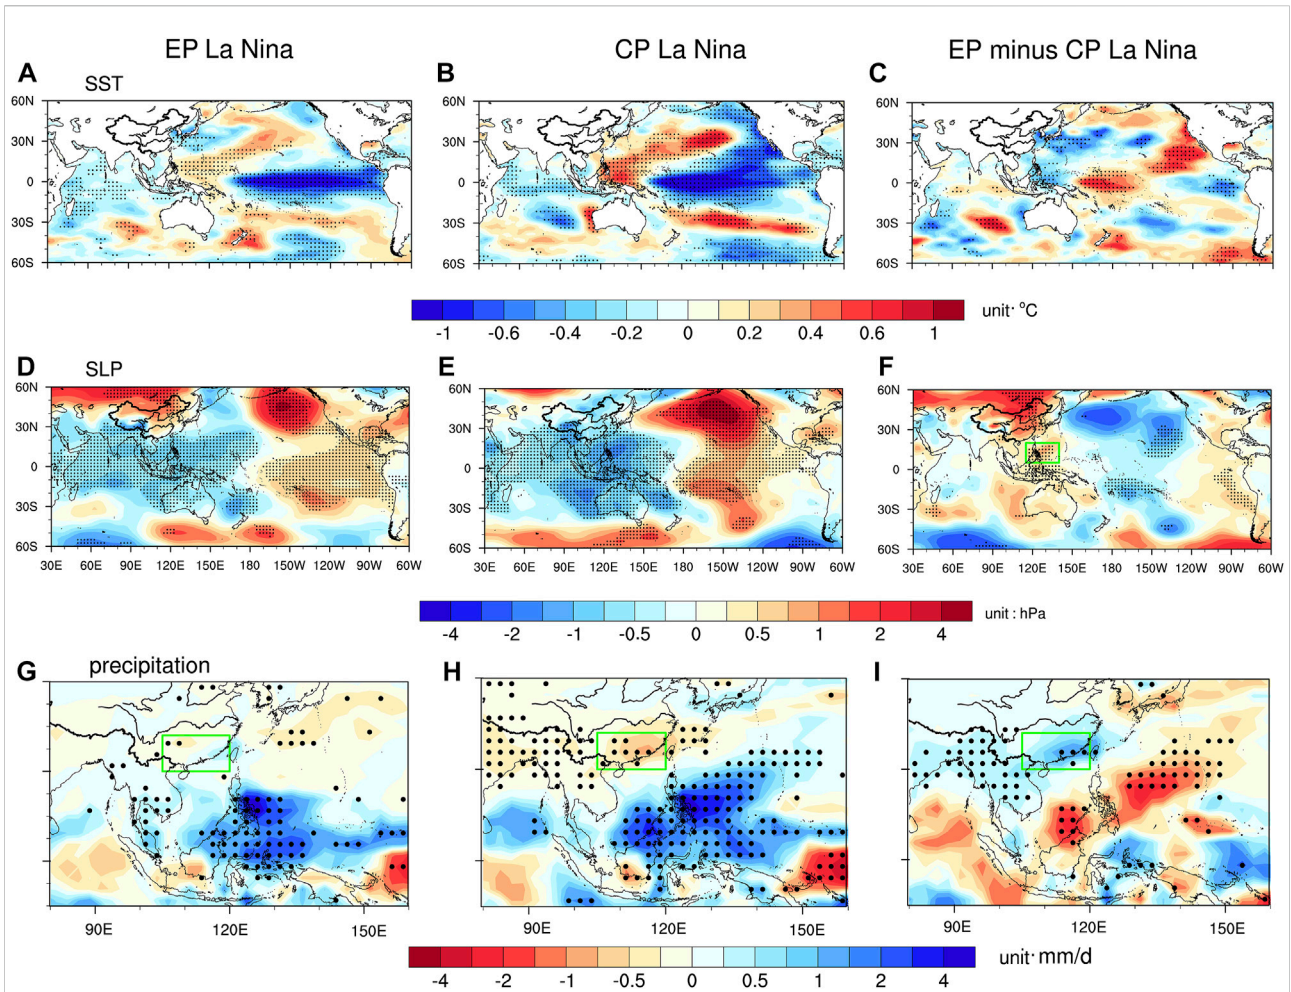 EP La Nina CP La Nina EP minus CP La Nina
A SST B C
60N 60N 60N
30N 30N 30N
0 0 0
30S 30S 30S
60S 60S 60S
-1 -0.6 -0.4 -0.2 0 0.2 0.4 0.6 1 unit· °C
D SLP E F
60N 60N 60N
30N 30N 30N
0 0 0
30S 30S 30S
60S 60S 60S
30E 60E 90E 120E 150E 180 150W 120W 90W 60W 30E 60E 90E 120E 150E 180 150W 120W 90W 60W 30E 60E 90E 120E 150E 180 150W 120W 90W 60W
-4 -2 -1 -0.5 0 0.5 1 2 4 unit : hPa
G precipitation H I
90E 120E 150E 90E 120E 150E 90E 120E 150E
-4 -2 -1 -0.5 0 0.5 1 2 4 unit· mm/d